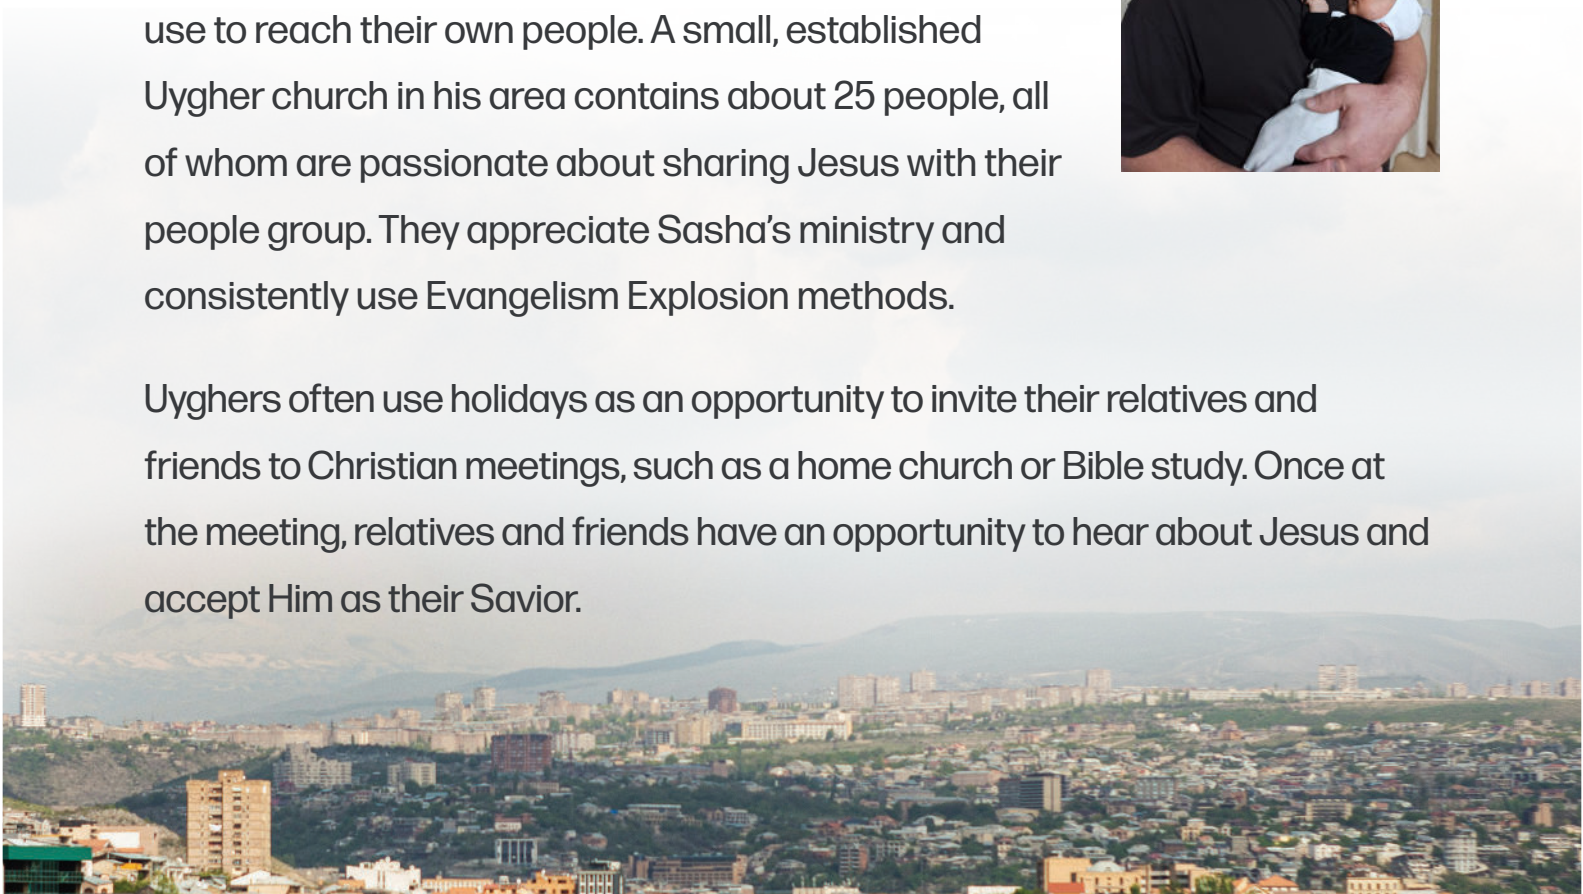 use to reach their own people. A small, established
Uygher church in his area contains about 25 people, all
of whom are passionate about sharing Jesus with their
people group. They appreciate Sasha’s ministry and
consistently use Evangelism Explosion methods.
Uyghers often use holidays as an opportunity to invite their relatives and
friends to Christian meetings, such as a home church or Bible study. Once at
the meeting, relatives and friends have an opportunity to hear about Jesus and
accept Him as their Savior.